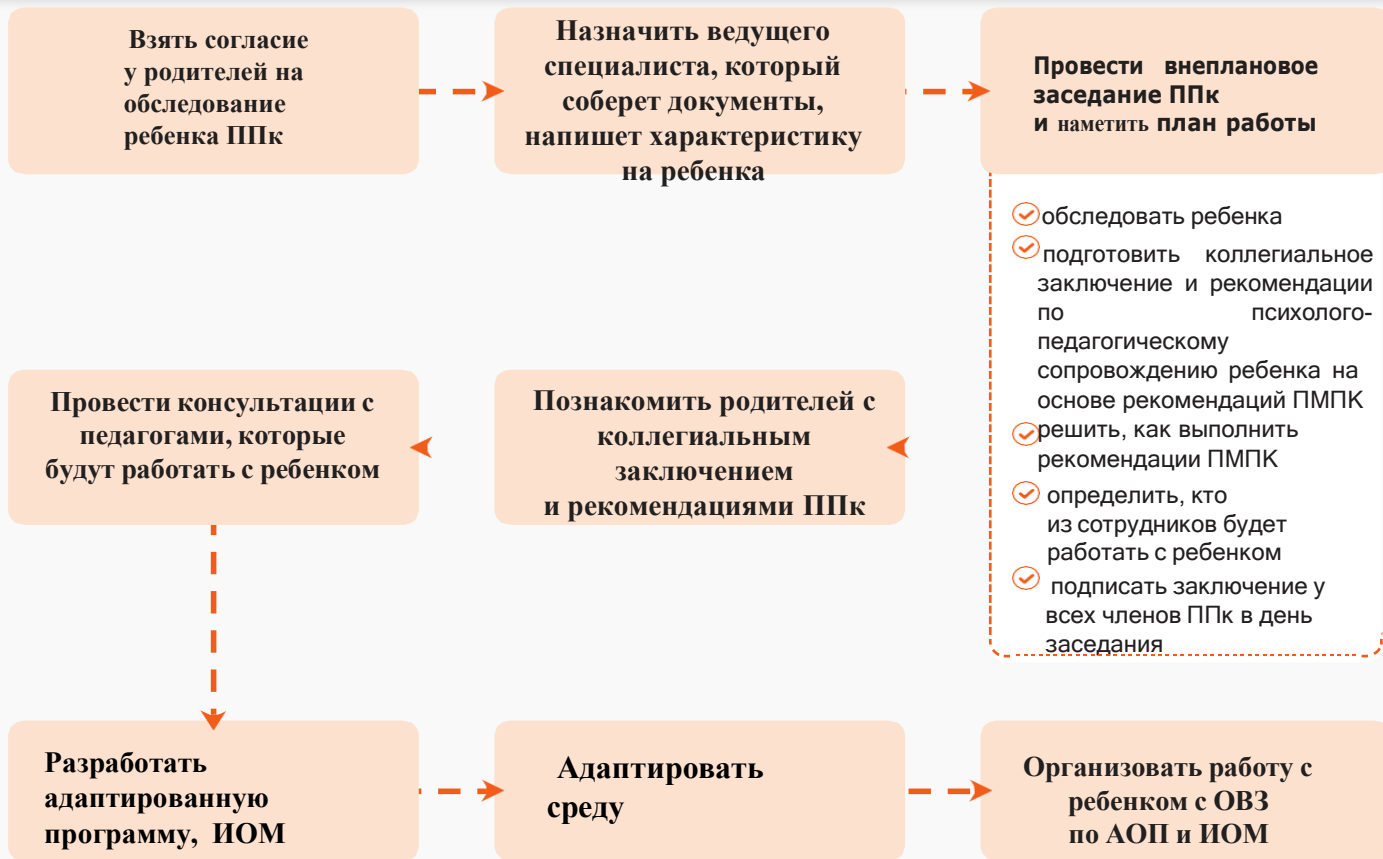 Взять согласие
у родителей на
обследование
ребенка ППк
Назначить ведущего
специалиста, который
соберет документы,
напишет характеристику
на ребенка
Провести внеплановое
заседание ППк
и наметить план работы
обследовать ребенка
подготовить коллегиальное
заключение и рекомендации
по психолого-
педагогическому
сопровождению ребенка на
основе рекомендаций ПМПК
решить, как выполнить
рекомендации ПМПК
определить, кто
из сотрудников будет
работать с ребенком
подписать заключение у
всех членов ППк в день
заседания
Познакомить родителей с
коллегиальным
заключением
и рекомендациями ППк
Провести консультации с
педагогами, которые
будут работать с ребенком
Разработать
адаптированную
программу, ИОМ
Адаптировать
среду
Организовать работу с
ребенком с ОВЗ
по АОП и ИОМ